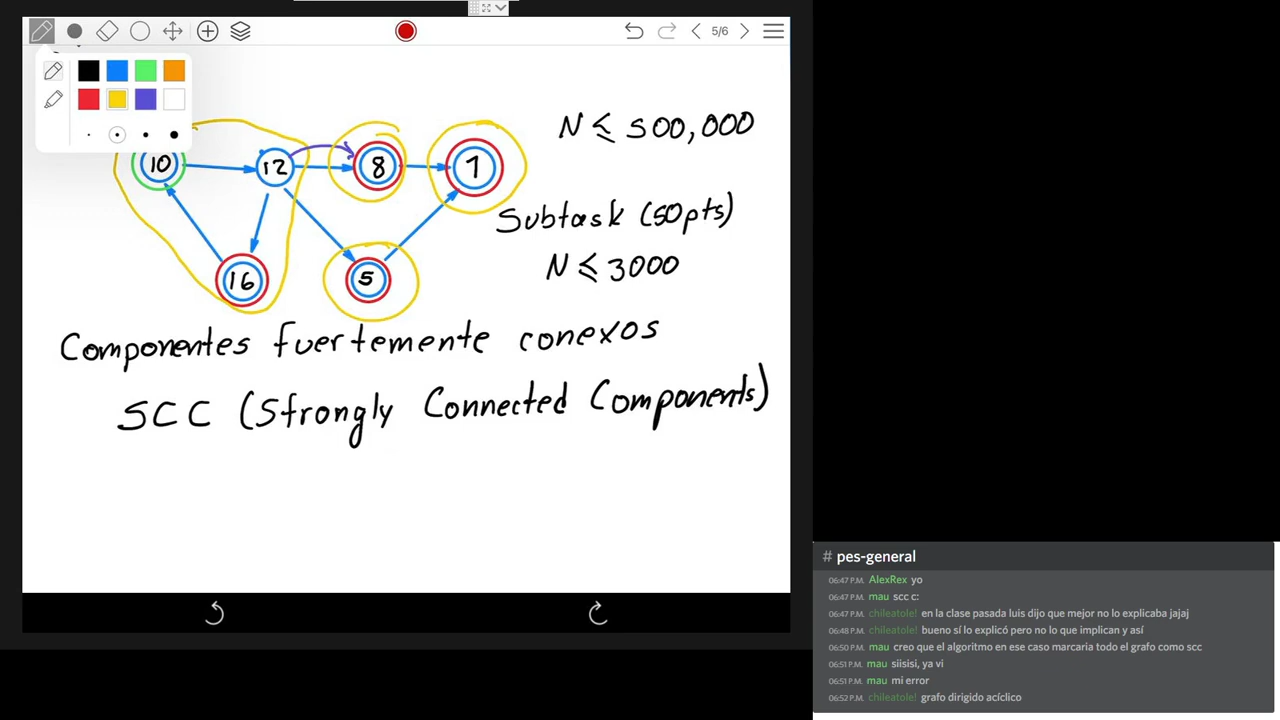 5/6
10
12
8
7
16
5
N ≤ 500,000
Subtask (50pts)
N ≤ 3000
Componentes fuertemente conexos
SCC (Strongly Connected Components)
# pes-general
06:47 P.M. AlexRex yo
06:47 P.M. mau scc c:
06:47 P.M. chileatole! en la clase pasada luis dijo que mejor no lo explicaba jajaj
06:48 P.M. chileatole! bueno sí lo explicó pero no lo que implican y así
06:50 P.M. mau creo que el algoritmo en ese caso marcaria todo el grafo como scc
06:51 P.M. mau siisisi, ya vi
06:51 P.M. mau mi error
06:52 P.M. chileatole! grafo dirigido acíclico